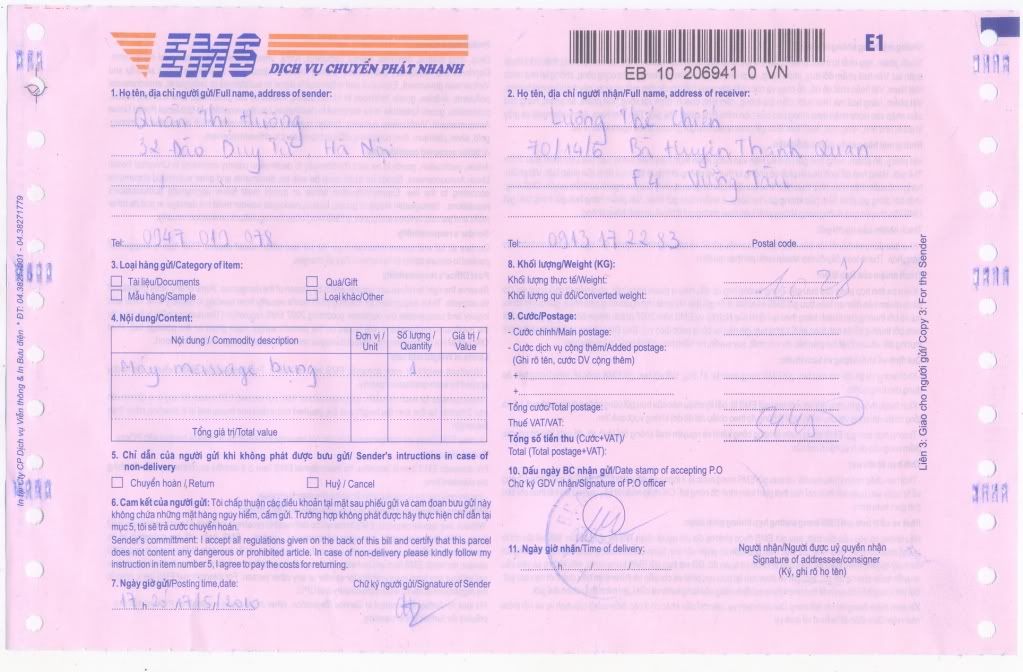 EMS
DỊCH VỤ CHUYỂN PHÁT NHANH
E1
EB 10 206941 0 VN
1. Họ tên, địa chỉ người gửi/Full name, address of sender:
Quản Thị Hường
32 Đào Duy Từ, Hà Nội
Tel: 0947 019 078
3. Loại hàng gửi/Category of item:
Tài liệu/Documents
Quà/Gift
Mẫu hàng/Sample
Loại khác/Other
4. Nội dung/Content:
Nội dung / Commodity description
Đơn vị / Unit
Số lượng / Quantity
Giá trị / Value
Máy massage bụng 1
Tổng giá trị/Total value
5. Chỉ dẫn của người gửi khi không phát được bưu gửi/ Sender's intructions in case of
non-delivery
Chuyển hoàn /, Return
Huỷ / Cancel
6. Cam kết của người gửi: Tôi chấp thuận các điều khoản tại mặt sau phiếu gửi và cam đoan bưu gửi này
không chứa những mặt hàng nguy hiểm, cấm gửi. Trường hợp không phát được hãy thực hiện chỉ dẫn tại
mục 5, tôi sẽ trả cước chuyển hoàn.
Sender's commitment: I accept all regulations given on the back of this bill and certify that this parcel
does not content any dangerous or prohibited article. In case of non-delivery please kindly follow my
instruction in item number 5, I agree to pay the costs for returning.
7. Ngày giờ gửi/Posting time,date:
Chữ ký người gửi/Signature of Sender
17 h 20 17/5/2010
2. Họ tên, địa chỉ người nhận/Full name, address of receiver:
Lương Thế Chiến
70/14/6 Bà Huyện Thanh Quan
F4 Vũng Tàu
Tel: 0913 17 22 83
Postal code
8. Khối lượng/Weight (KG):
Khối lượng thực tế/Weight:
Khối lượng qui đổi/Converted weight:
9. Cước/Postage:
- Cước chính/Main postage:
- Cước dịch vụ cộng thêm/Added postage:
(Ghi rõ tên, cước DV cộng thêm)
+
+
Tổng cước/Total postage:
Thuế VAT/VAT:
Tổng số tiền thu (Cước+VAT)/
Total (Total postage+VAT):
10. Dấu ngày BC nhận gửi/Date stamp of accepting P.O
Chữ ký GDV nhận/Signature of P.O officer
11. Ngày giờ nhận/Time of delivery:
h / /
Người nhận/Người được uỷ quyền nhận
Signature of addressee/consigner
(Ký, ghi rõ họ tên)
Liên 3: Giao cho người gửi/ Copy 3: For the Sender